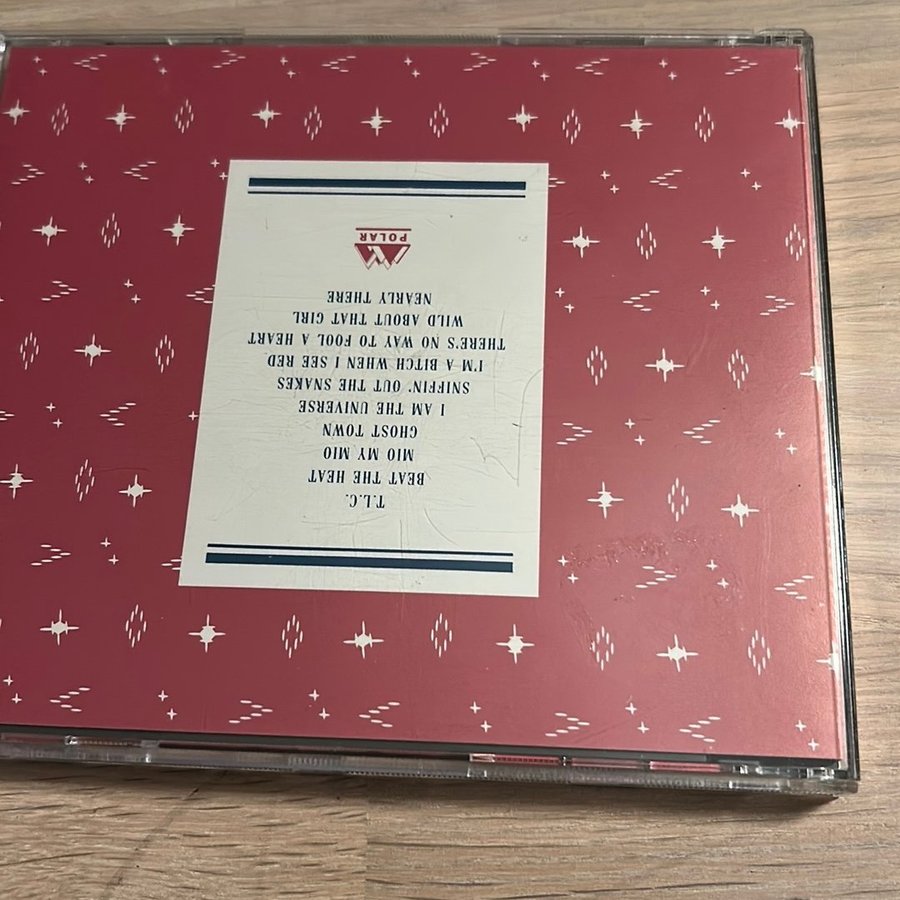 T.L.C.
BEAT THE HEAT
MIO MY MIO
GHOST TOWN
I AM THE UNIVERSE
SNIFFIN' OUT THE SNAKES
I'M A BITCH WHEN I SEE RED
THERE'S NO WAY TO FOOL A HEART
WILD ABOUT THAT GIRL
NEARLY THERE
POLAR